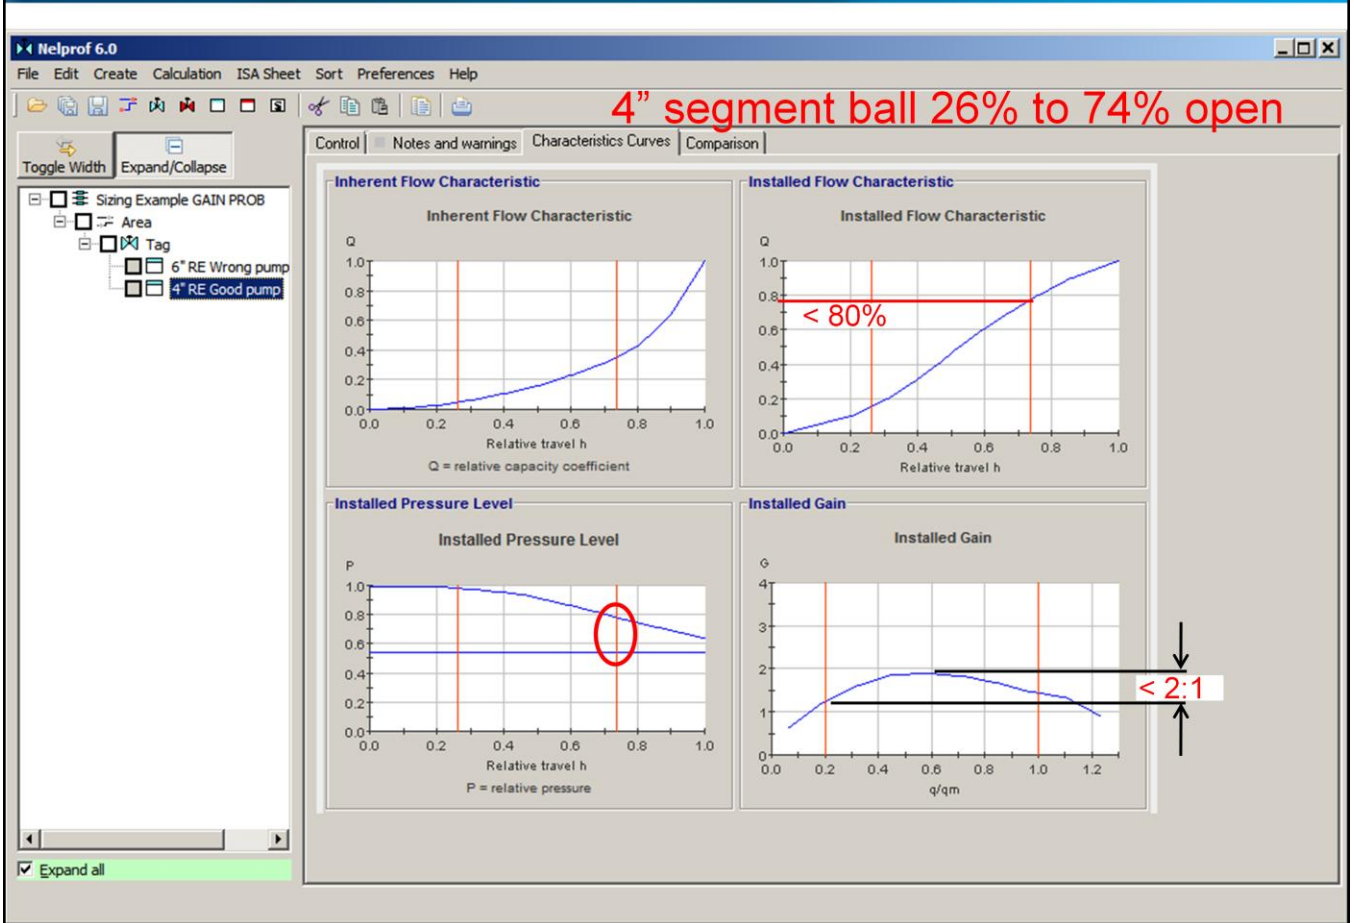 Nelprof 6.0
File Edit Create Calculation ISA Sheet Sort Preferences Help
4” segment ball 26% to 74% open
Toggle Width Expand/Collapse
Control Notes and warnings Characteristics Curves Comparison
Sizing Example GAIN PROB
Area
Tag
6" RE Wrong pump
4" RE Good pump
Expand all
Inherent Flow Characteristic
Inherent Flow Characteristic
Q
1.0
0.8
0.6
0.4
0.2
0.0
0.0 0.2 0.4 0.6 0.8 1.0
Relative travel h
Q = relative capacity coefficient
Installed Flow Characteristic
Installed Flow Characteristic
Q
1.0
0.8
< 80%
0.6
0.4
0.2
0.0
0.0 0.2 0.4 0.6 0.8 1.0
Relative travel h
Installed Pressure Level
Installed Pressure Level
P
1.0
0.8
0.6
0.4
0.2
0.0
0.0 0.2 0.4 0.6 0.8 1.0
Relative travel h
P = relative pressure
Installed Gain
Installed Gain
G
4
3
2
< 2:1
1
0
0.0 0.2 0.4 0.6 0.8 1.0 1.2
q/qm